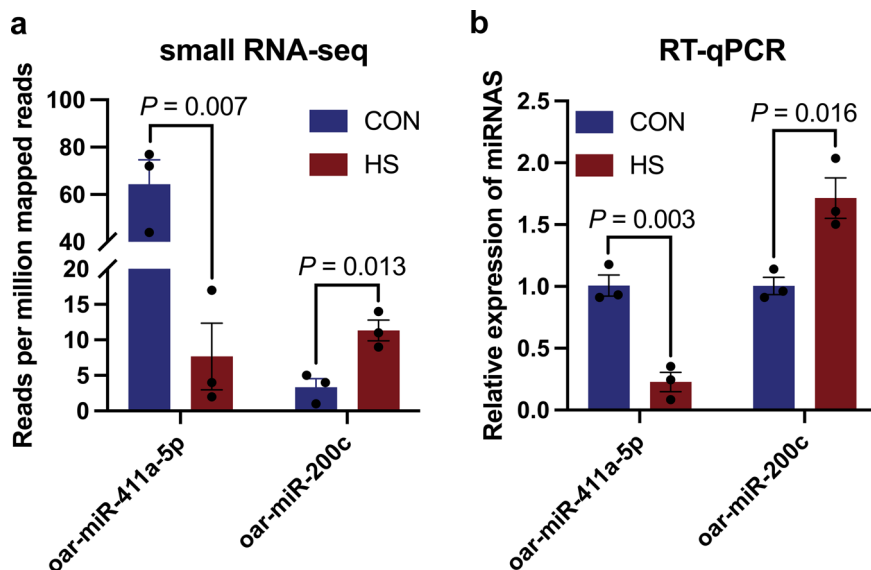 a
small RNA-seq
Reads per million mapped reads
100
80
60
40
20
15
10
5
0
P = 0.007
P = 0.013
CON
HS
oar-miR-411a-5p
oar-miR-200c
b
RT-qPCR
Relative expression of miRNAS
2.5
2.0
1.5
1.0
0.5
0.0
CON
HS
P = 0.016
P = 0.003
oar-miR-411a-5p
oar-miR-200c